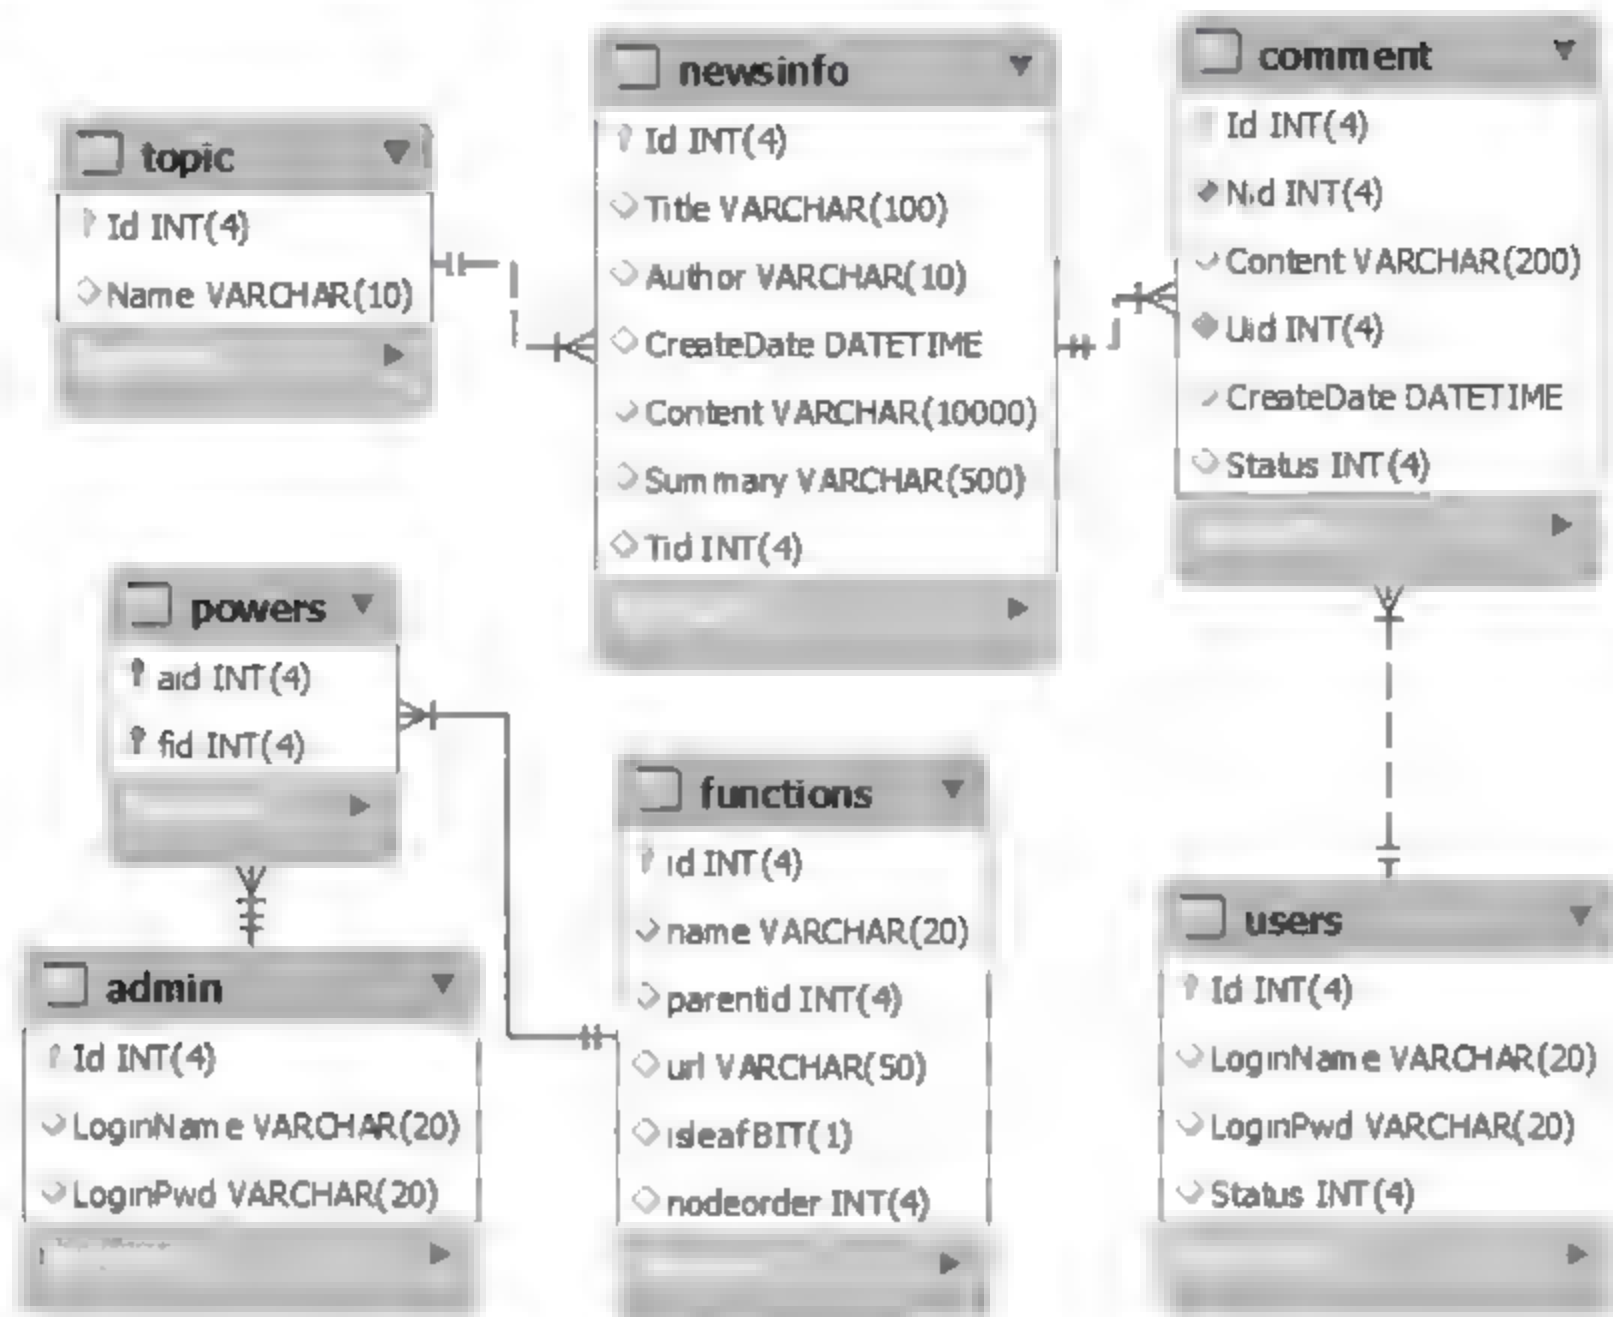 topic
Id INT(4)
Name VARCHAR(10)
newsinfo
Id INT(4)
Title VARCHAR(100)
Author VARCHAR(10)
CreateDate DATETIME
Content VARCHAR(10000)
Summary VARCHAR(500)
Tid INT(4)
comment
Id INT(4)
Nid INT(4)
Content VARCHAR(200)
Uid INT(4)
CreateDate DATETIME
Status INT(4)
powers
aid INT(4)
fid INT(4)
admin
Id INT(4)
LoginName VARCHAR(20)
LoginPwd VARCHAR(20)
functions
id INT(4)
name VARCHAR(20)
parentid INT(4)
url VARCHAR(50)
isleaf BIT(1)
nodeorder INT(4)
users
Id INT(4)
LoginName VARCHAR(20)
LoginPwd VARCHAR(20)
Status INT(4)